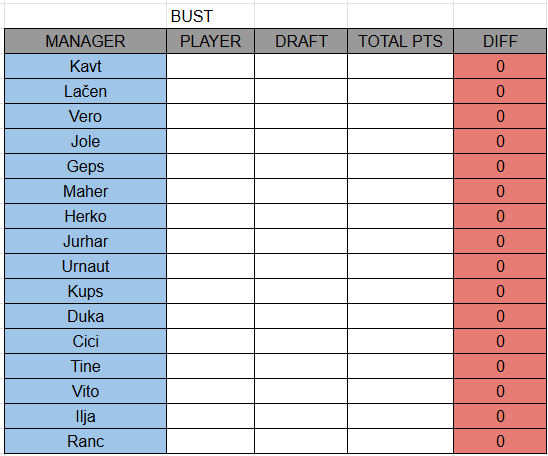 BUST
MANAGER PLAYER DRAFT TOTAL PTS DIFF
Kavt 0
Lačen 0
Vero 0
Jole 0
Geps 0
Maher 0
Herko 0
Jurhar 0
Urnaut 0
Kups 0
Duka 0
Cici 0
Tine 0
Vito 0
Ilja 0
Ranc 0